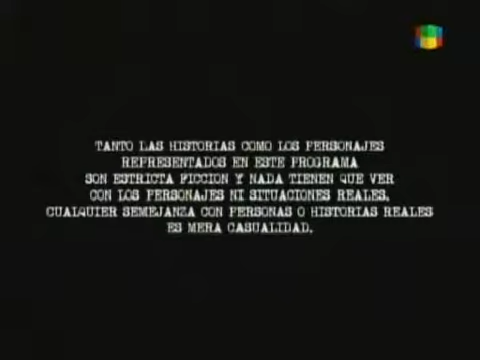 TANTO LAS HISTORIAS COMO LOS PERSONAJES
REPRESENTADOS EN ESTE PROGRAMA
SON ESTRICTA FICCION Y NADA TIENEN QUE VER
CON LOS PERSONAJES NI SITUACIONES REALES.
CUALQUIER SEMEJANZA CON PERSONAS O HISTORIAS REALES
ES MERA CASUALIDAD.